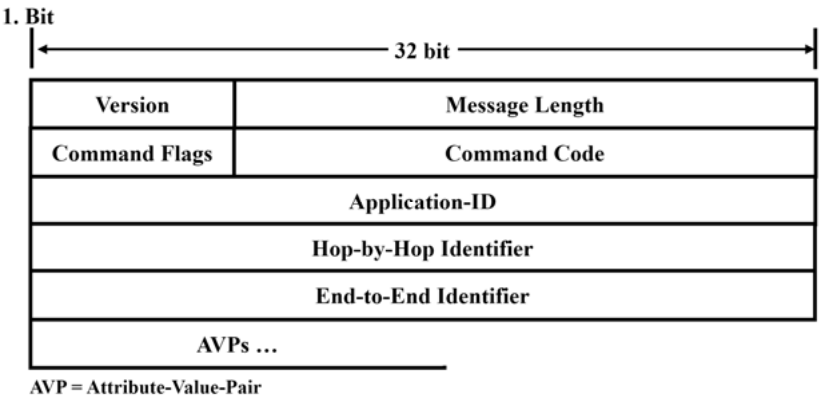 1. Bit
32 bit
Version Message Length
Command Flags Command Code
Application-ID
Hop-by-Hop Identifier
End-to-End Identifier
AVPs ...
AVP = Attribute-Value-Pair